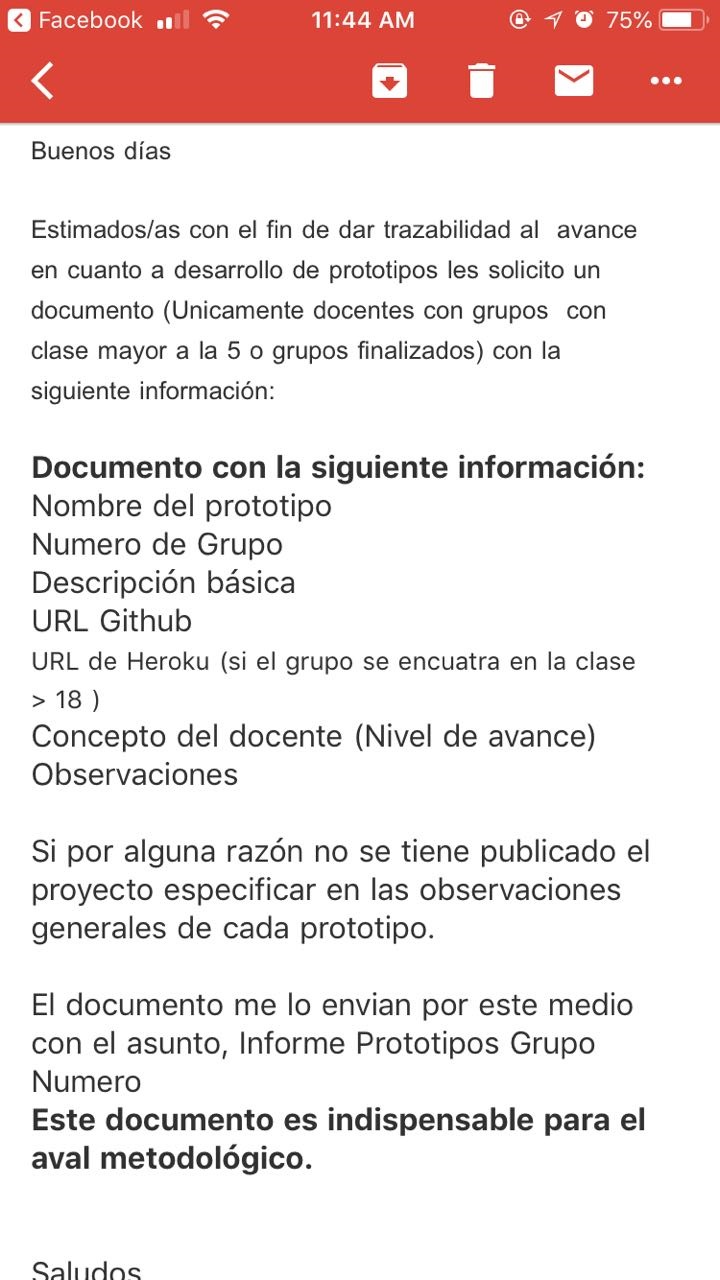 Facebook 11:44 AM 75%
Buenos días
Estimados/as con el fin de dar trazabilidad al avance
en cuanto a desarrollo de prototipos les solicito un
documento (Unicamente docentes con grupos con
clase mayor a la 5 o grupos finalizados) con la
siguiente información:
Documento con la siguiente información:
Nombre del prototipo
Numero de Grupo
Descripción básica
URL Github
URL de Heroku (si el grupo se encuatra en la clase
> 18 )
Concepto del docente (Nivel de avance)
Observaciones
Si por alguna razón no se tiene publicado el
proyecto especificar en las observaciones
generales de cada prototipo.
El documento me lo envian por este medio
con el asunto, Informe Prototipos Grupo
Numero
Este documento es indispensable para el
aval metodológico.
Saludos